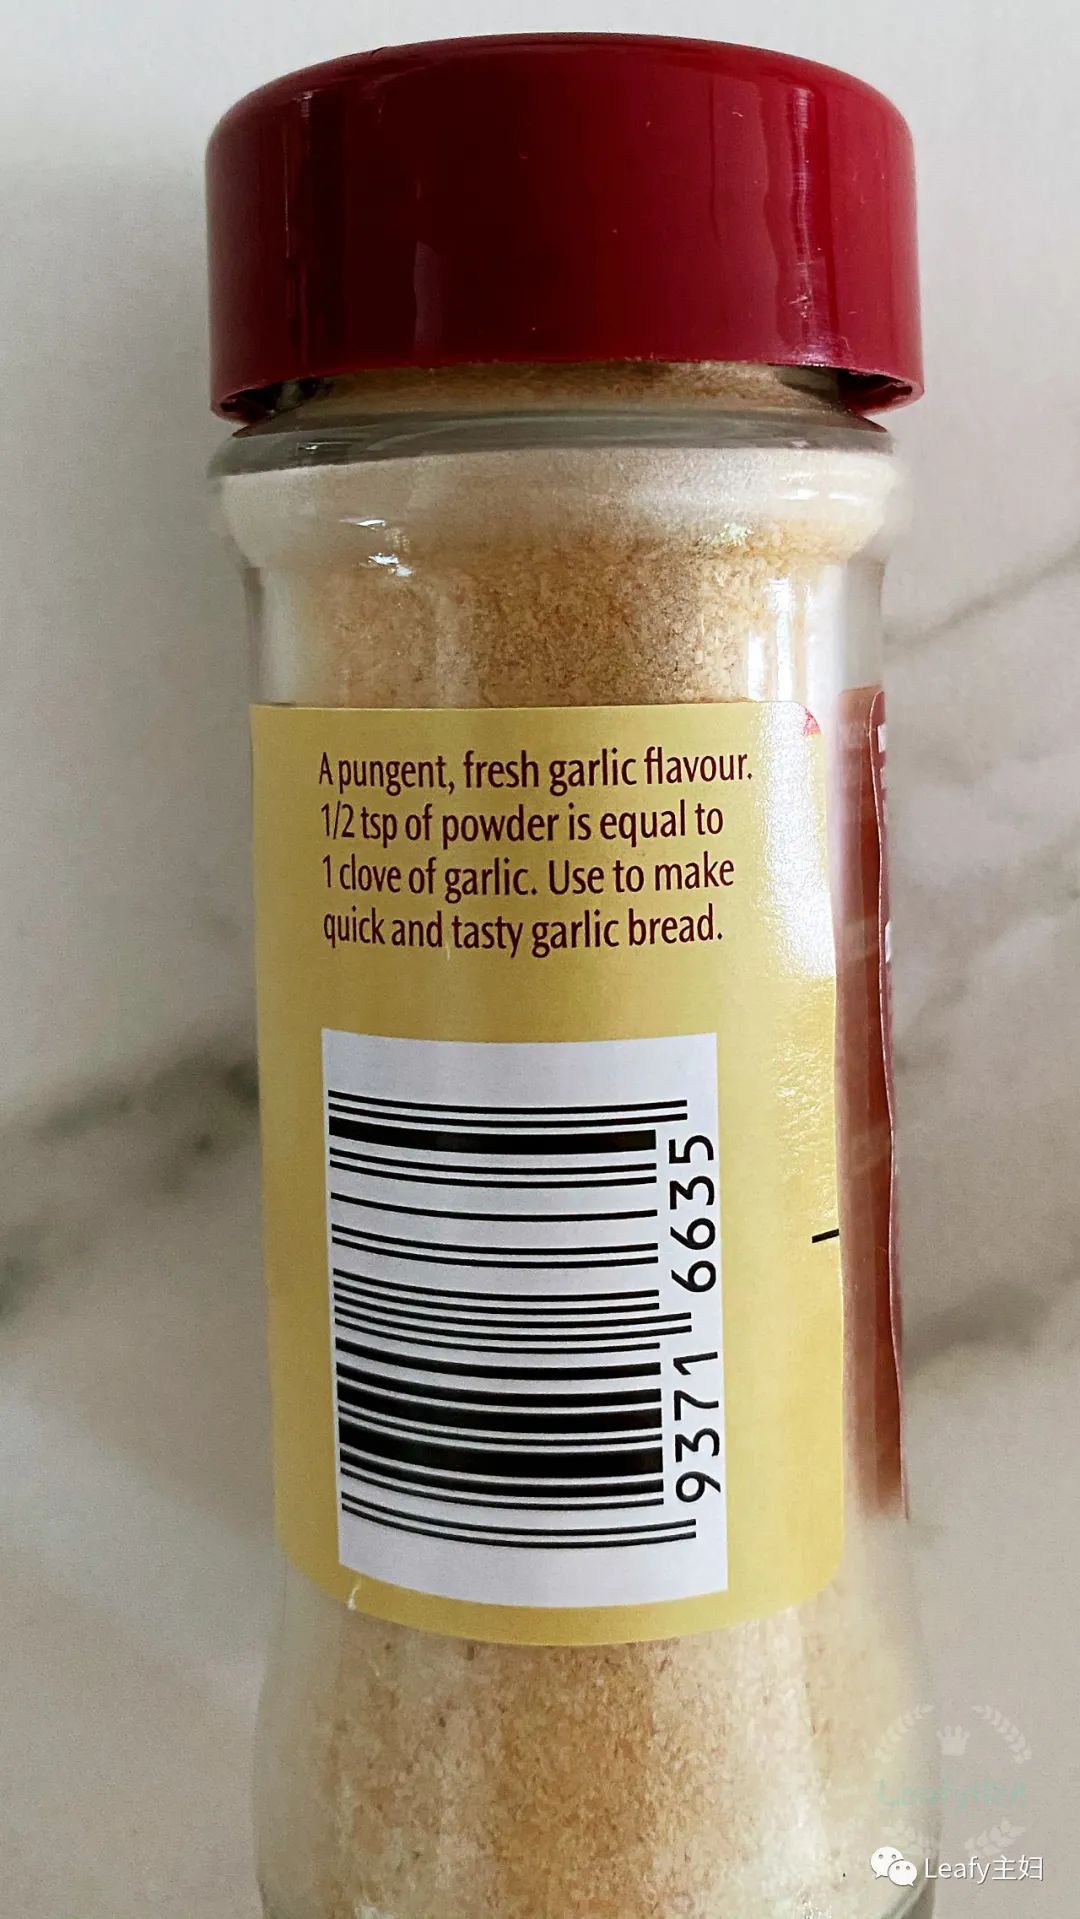 A pungent, fresh garlic flavour.
1/2 tsp of powder is equal to
1 clove of garlic. Use to make
quick and tasty garlic bread.
9371 6635
Leafy主妇